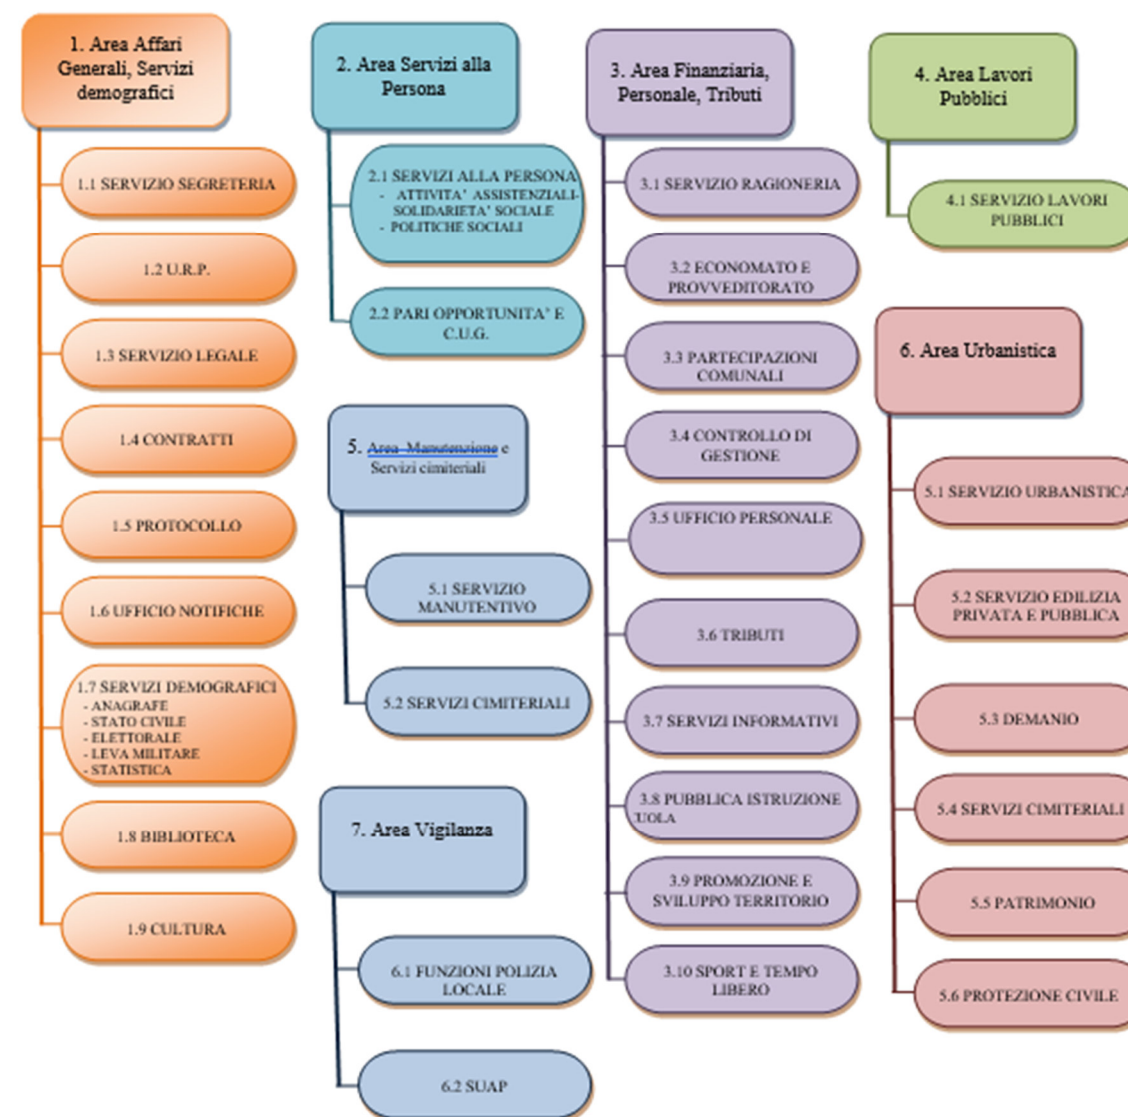 1. Area Affari
Generali, Servizi
demografici
1.1 SERVIZIO SEGRETERIA
1.2 U.R.P.
1.3 SERVIZIO LEGALE
1.4 CONTRATTI
1.5 PROTOCOLLO
1.6 UFFICIO NOTIFICHE
1.7 SERVIZI DEMOGRAFICI
- ANAGRAFE
- STATO CIVILE
- ELETTORALE
- LEVA MILITARE
- STATISTICA
1.8 BIBLIOTECA
1.9 CULTURA
2. Area Servizi alla
Persona
2.1 SERVIZI ALLA PERSONA
- ATTIVITA' ASSISTENZIALI-
SOLIDARIETA' SOCIALE
- POLITICHE SOCIALI
2.2 PARI OPPORTUNITA' E
C.U.G.
5. Area Manutenzione e
Servizi cimiteriali
5.1 SERVIZIO
MANUTENTIVO
5.2 SERVIZI CIMITERIALI
7. Area Vigilanza
6.1 FUNZIONI POLIZIA
LOCALE
6.2 SUAP
3. Area Finanziaria,
Personale, Tributi
3.1 SERVIZIO RAGIONERIA
3.2 ECONOMATO E
PROVVEDITORATO
3.3 PARTECIPAZIONI
COMUNALI
3.4 CONTROLLO DI
GESTIONE
3.5 UFFICIO PERSONALE
3.6 TRIBUTI
3.7 SERVIZI INFORMATIVI
3.8 PUBBLICA ISTRUZIONE
CUOLA
3.9 PROMOZIONE E
SVILUPPO TERRITORIO
3.10 SPORT E TEMPO
LIBERO
4. Area Lavori
Pubblici
4.1 SERVIZIO LAVORI
PUBBLICI
6. Area Urbanistica
5.1 SERVIZIO URBANISTICA
5.2 SERVIZIO EDILIZIA
PRIVATA E PUBBLICA
5.3 DEMANIO
5.4 SERVIZI CIMITERIALI
5.5 PATRIMONIO
5.6 PROTEZIONE CIVILE